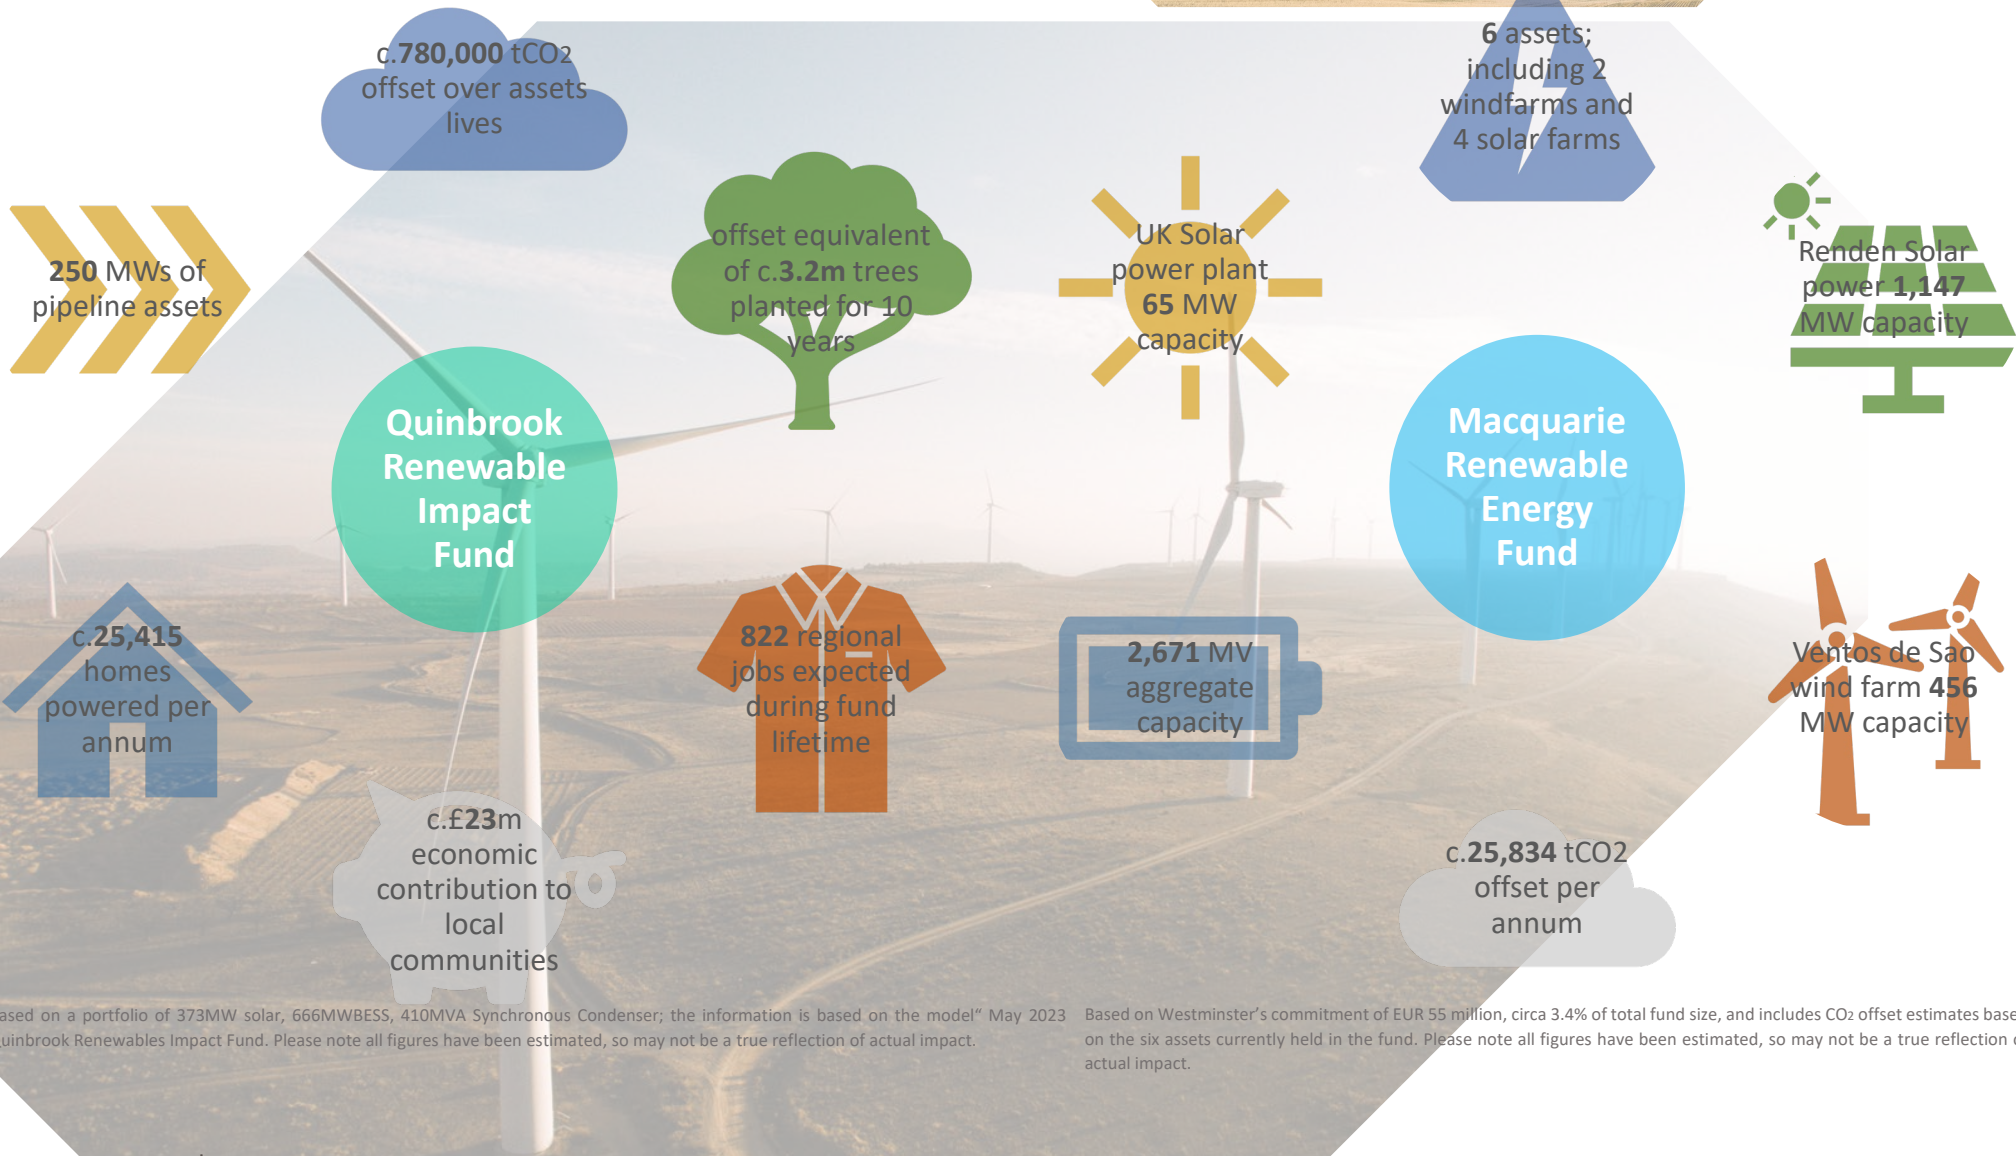 c.780,000 tCO2
offset over assets
lives
250 MWs of
pipeline assets
offset equivalent
of c.3.2m trees
planted for 10
years
Quinbrook
Renewable
Impact
Fund
c.25,415
homes
powered per
annum
822 regional
jobs expected
during fund
lifetime
c.£23m
economic
contribution to
local
communities
6 assets;
including 2
windfarms and
4 solar farms
UK Solar
power plant
65 MW
capacity
Renden Solar
power 1,147
MW capacity
Macquarie
Renewable
Energy
Fund
2,671 MV
aggregate
capacity
Ventos de Sao
wind farm 456
MW capacity
c.25,834 tCO2
offset per
annum
ased on a portfolio of 373MW solar, 666MWBESS, 410MVA Synchronous Condenser; the information is based on the model“ May 2023
uinbrook Renewables Impact Fund. Please note all figures have been estimated, so may not be a true reflection of actual impact.
Based on Westminster’s commitment of EUR 55 million, circa 3.4% of total fund size, and includes CO2 offset estimates base
on the six assets currently held in the fund. Please note all figures have been estimated, so may not be a true reflection o
actual impact.